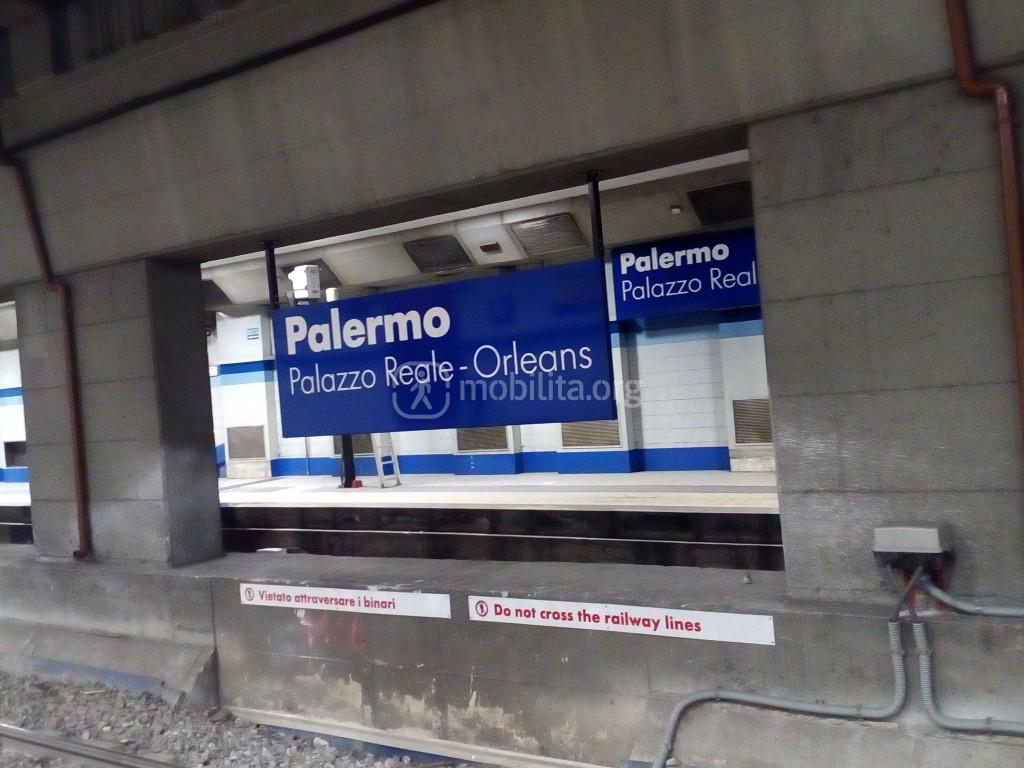 Palermo
Palazzo Reale - Orleans
Palermo
Palazzo Real
mobilita.org
Vietato attraversare i binari
Do not cross the railway lines